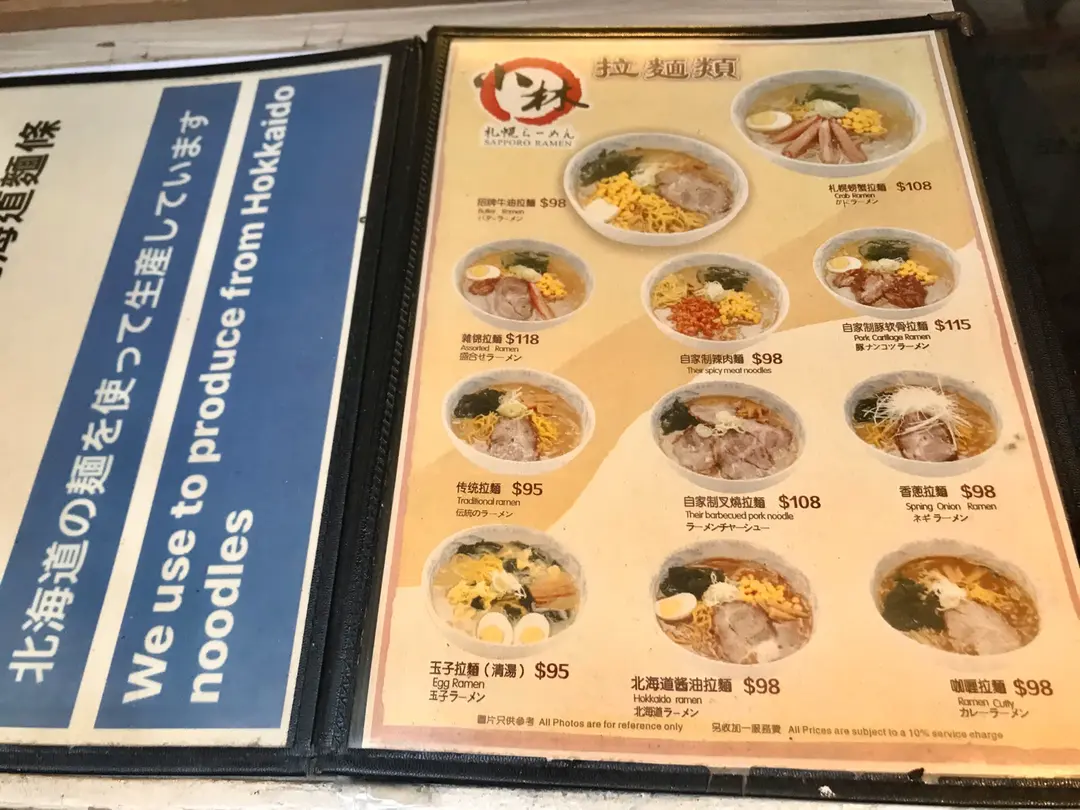 海道麵條
北海道の麺を使って生産しています
We use to produce from Hokkaido
noodles
小林
札幌らーめん
SAPPORO RAMEN
拉麵類
招牌牛油拉麵 $98
Butter Ramen
バターラーメン
札幌螃蟹拉麵 $108
Crab Ramen
かにラーメン
雜錦拉麵 $118
Assorted Ramen
盛合せラーメン
自家制辣肉麵 $98
Their spicy meat noodles
自家制豚软骨拉麵 $115
Pork Cartilage Ramen
豚ナンコツラーメン
传统拉麵 $95
Traditional ramen
伝統のラーメン
自家制叉燒拉麵 $108
Their barbecued pork noodle
ラーメンチャーシュー
香蔥拉麵 $98
Spring Onion Ramen
ネギラーメン
玉子拉麵（清湯） $95
Egg Ramen
玉子ラーメン
北海道酱油拉麵 $98
Hokkaido ramen
北海道ラーメン
咖喱拉麵 $98
Ramen Curry
カレーラーメン
圖片只供參考 All Photos are for reference only
另收加一服務費 All Prices are subject to a 10% service charge